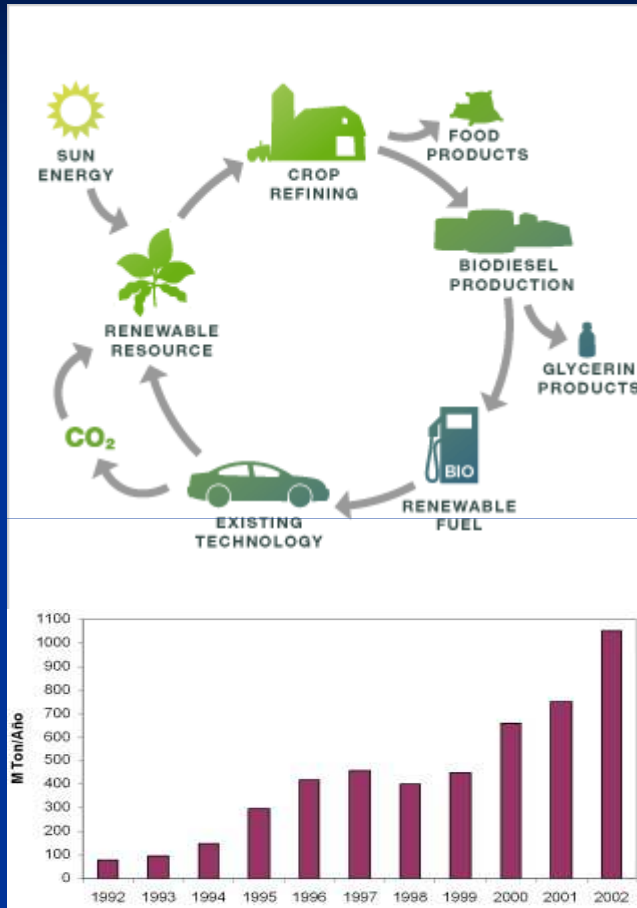 SUN
ENERGY
CROP
REFINING
FOOD
PRODUCTS
BIODIESEL
PRODUCTION
GLYCERIN
PRODUCTS
BIO
RENEWABLE
FUEL
EXISTING
TECHNOLOGY
CO₂
RENEWABLE
RESOURCE
M Ton/Año
1100
1000
900
800
700
600
500
400
300
200
100
0
1992 1993 1994 1995 1996 1997 1998 1999 2000 2001 2002